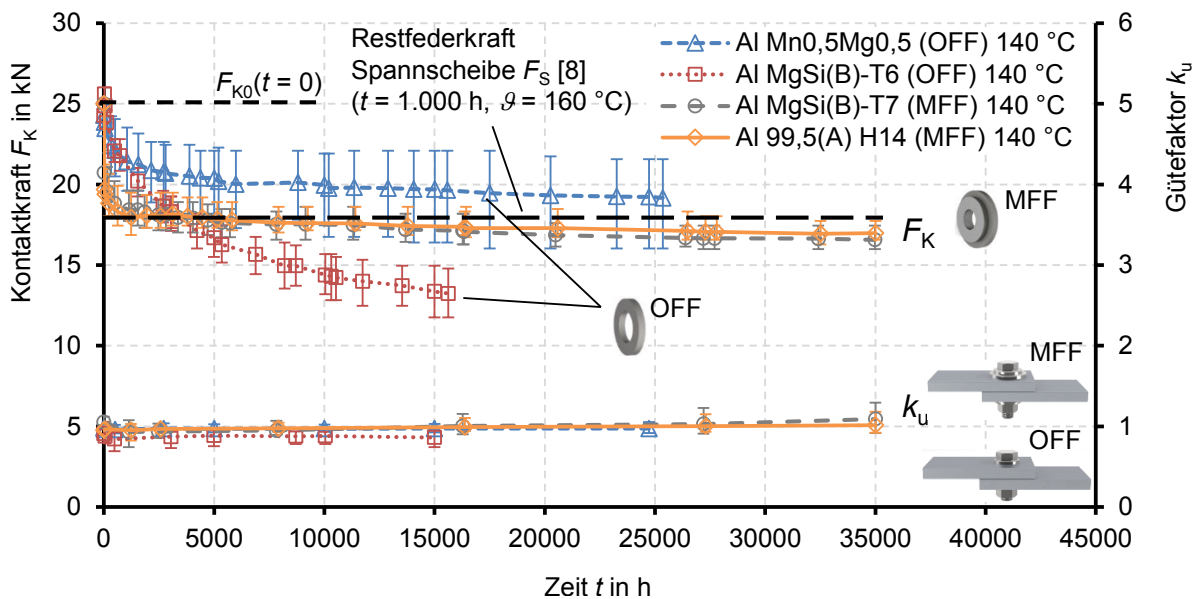 Kontaktkraft F_K in kN
30
25
20
15
10
5
0
F_K0(t = 0)
Restfederkraft
Spannscheibe F_S [8]
(t = 1.000 h, ϑ = 160 °C)
Al Mn0,5Mg0,5 (OFF) 140 °C
Al MgSi(B)-T6 (OFF) 140 °C
Al MgSi(B)-T7 (MFF) 140 °C
Al 99,5(A) H14 (MFF) 140 °C
MFF
F_K
OFF
MFF
k_u
OFF
6
5
4
3
2
1
0
Gütefaktor k_u
0 5000 10000 15000 20000 25000 30000 35000 40000 45000
Zeit t in h